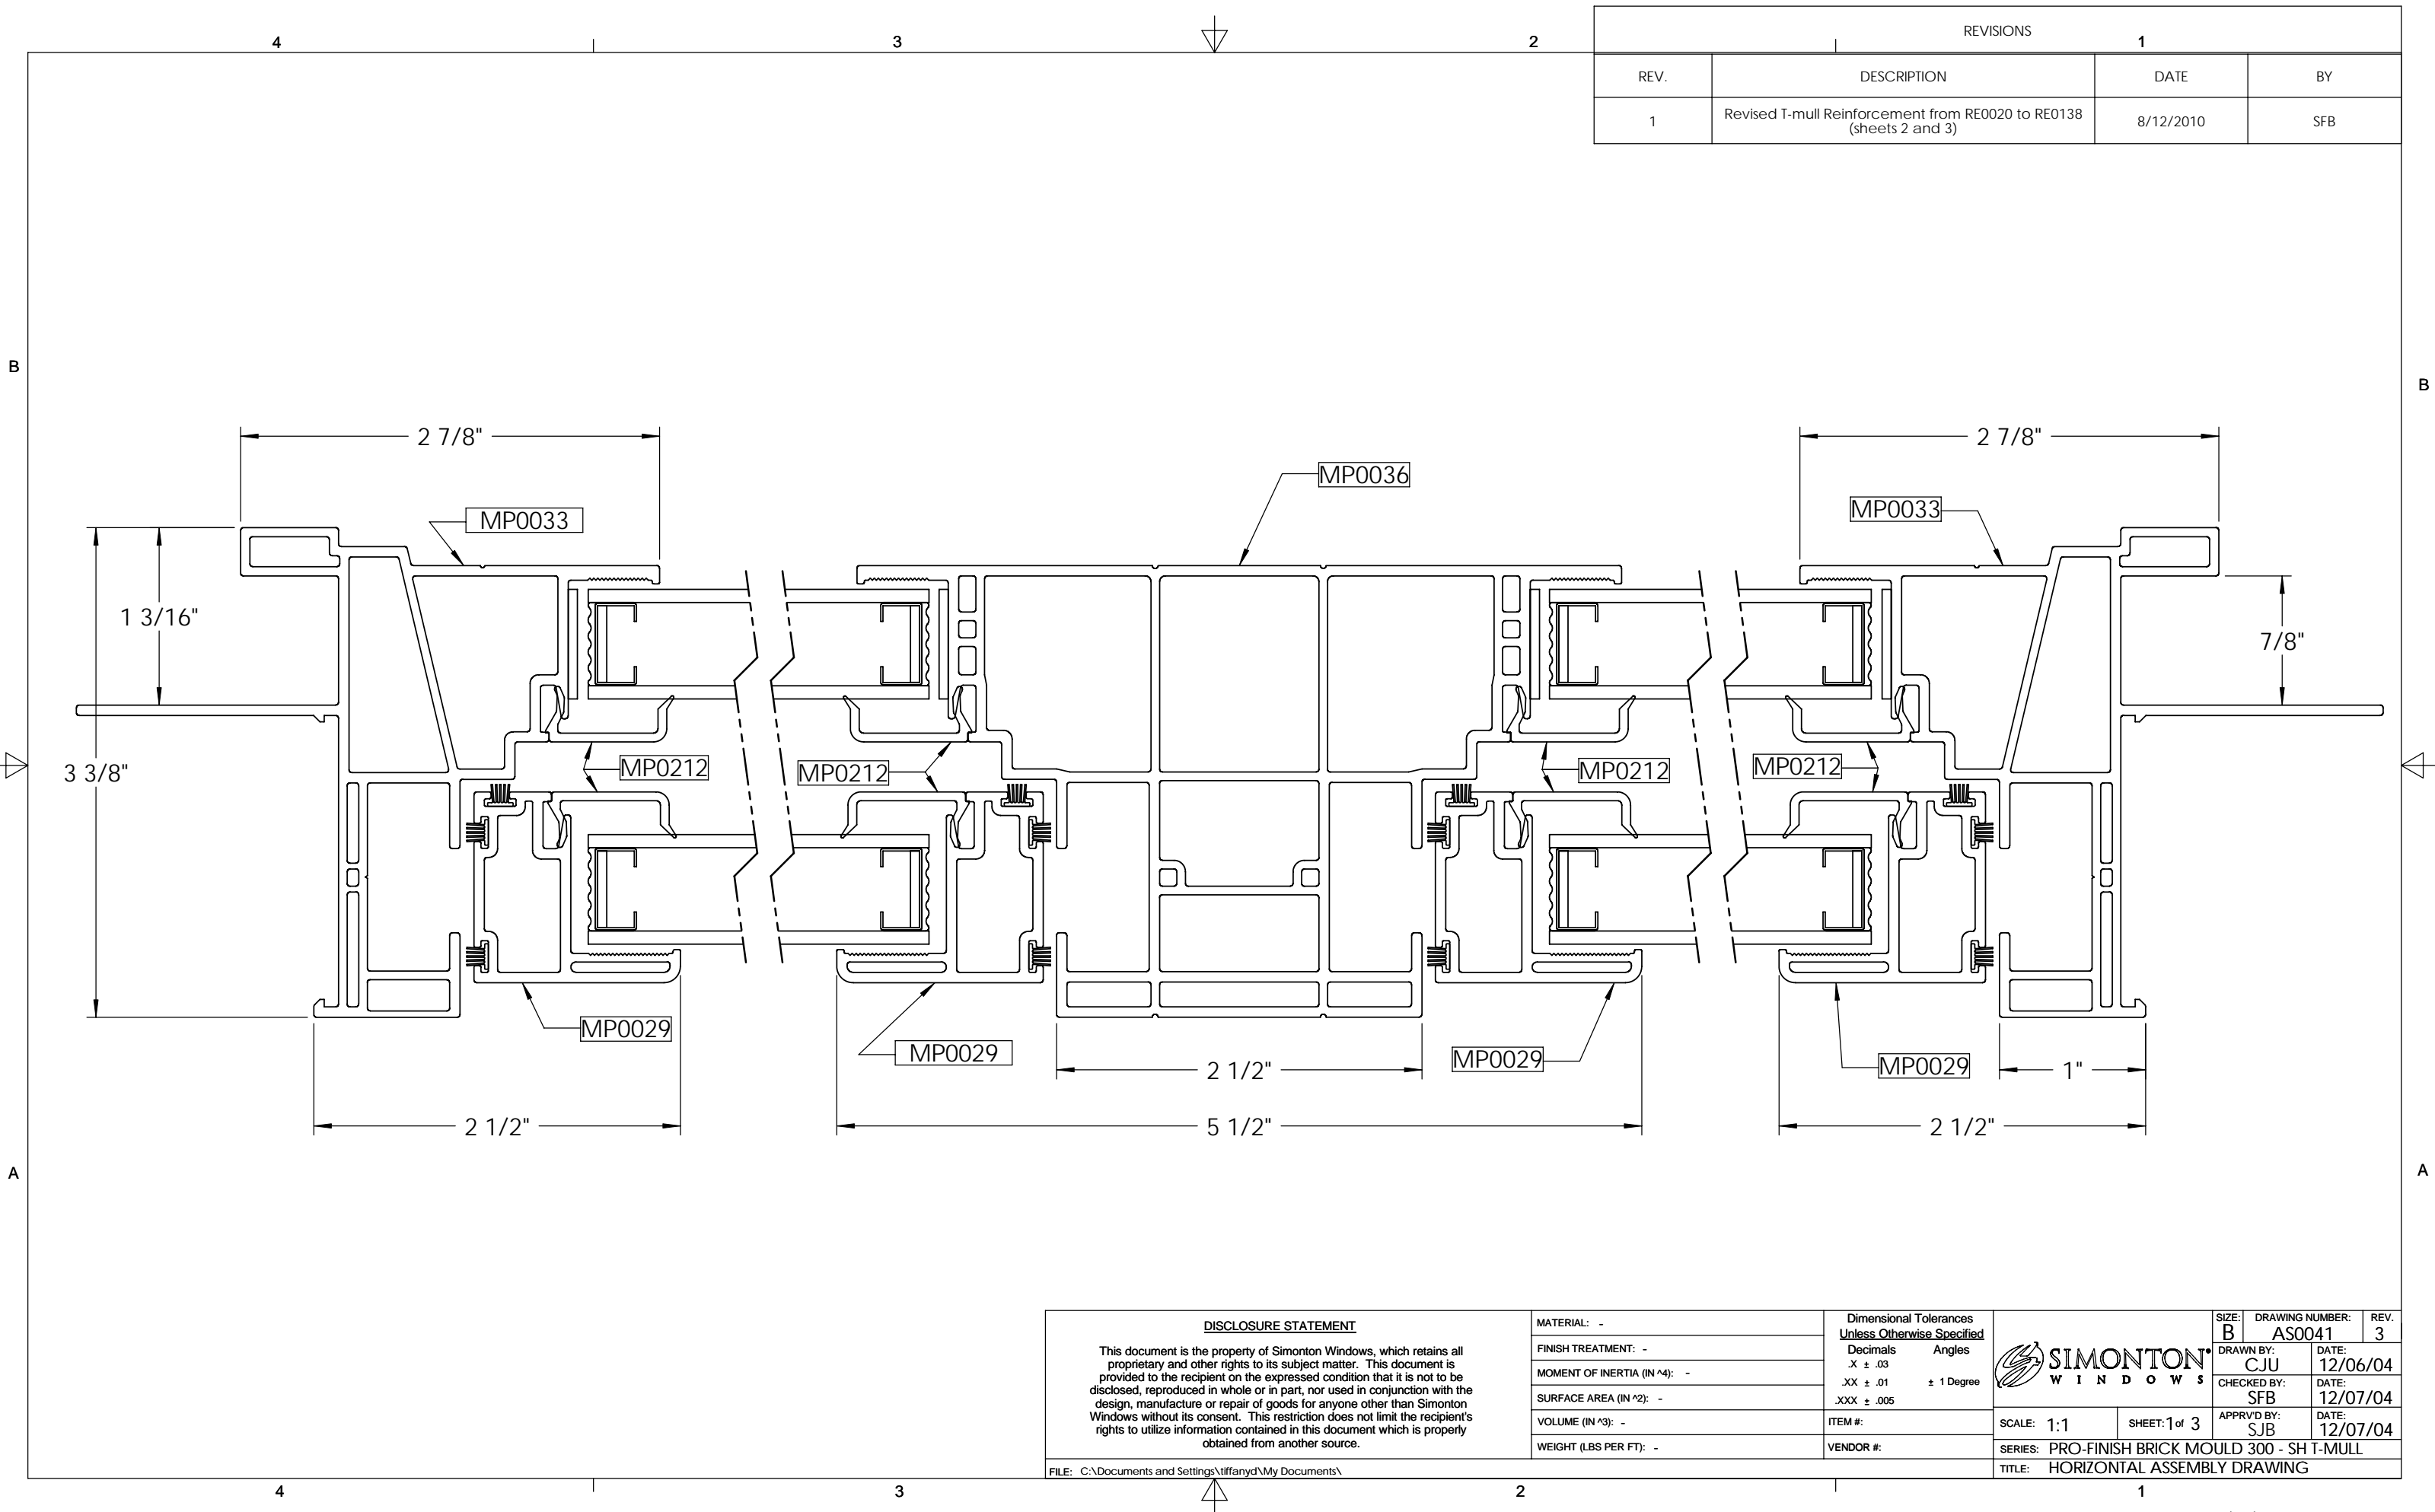 4
3
2
1
REVISIONS
REV.
DESCRIPTION
DATE
BY
1
Revised T-mull Reinforcement from RE0020 to RE0138
(sheets 2 and 3)
8/12/2010
SFB
B
B
2 7/8"
2 7/8"
MP0036
MP0033
MP0033
1 3/16"
7/8"
3 3/8"
MP0212
MP0212
MP0212
MP0212
MP0029
MP0029
MP0029
MP0029
2 1/2"
1"
2 1/2"
5 1/2"
2 1/2"
A
A
DISCLOSURE STATEMENT
This document is the property of Simonton Windows, which retains all
proprietary and other rights to its subject matter. This document is
provided to the recipient on the expressed condition that it is not to be
disclosed, reproduced in whole or in part, nor used in conjunction with the
design, manufacture or repair of goods for anyone other than Simonton
Windows without its consent. This restriction does not limit the recipient's
rights to utilize information contained in this document which is properly
obtained from another source.
FILE: C:\Documents and Settings\tiffanyd\My Documents\
MATERIAL: -
FINISH TREATMENT: -
MOMENT OF INERTIA (IN ^4): -
SURFACE AREA (IN ^2): -
VOLUME (IN ^3): -
WEIGHT (LBS PER FT): -
Dimensional Tolerances
Unless Otherwise Specified
Decimals Angles
.X ± .03
.XX ± .01 ± 1 Degree
.XXX ± .005
ITEM #:
VENDOR #:
SIMONTON
WINDOWS
SIZE: B
DRAWING NUMBER: AS0041
REV. 3
DRAWN BY: CJU
DATE: 12/06/04
CHECKED BY: SFB
DATE: 12/07/04
SCALE: 1:1
SHEET: 1 of 3
APPRV'D BY: SJB
DATE: 12/07/04
SERIES: PRO-FINISH BRICK MOULD 300 - SH T-MULL
TITLE: HORIZONTAL ASSEMBLY DRAWING
4
3
2
1